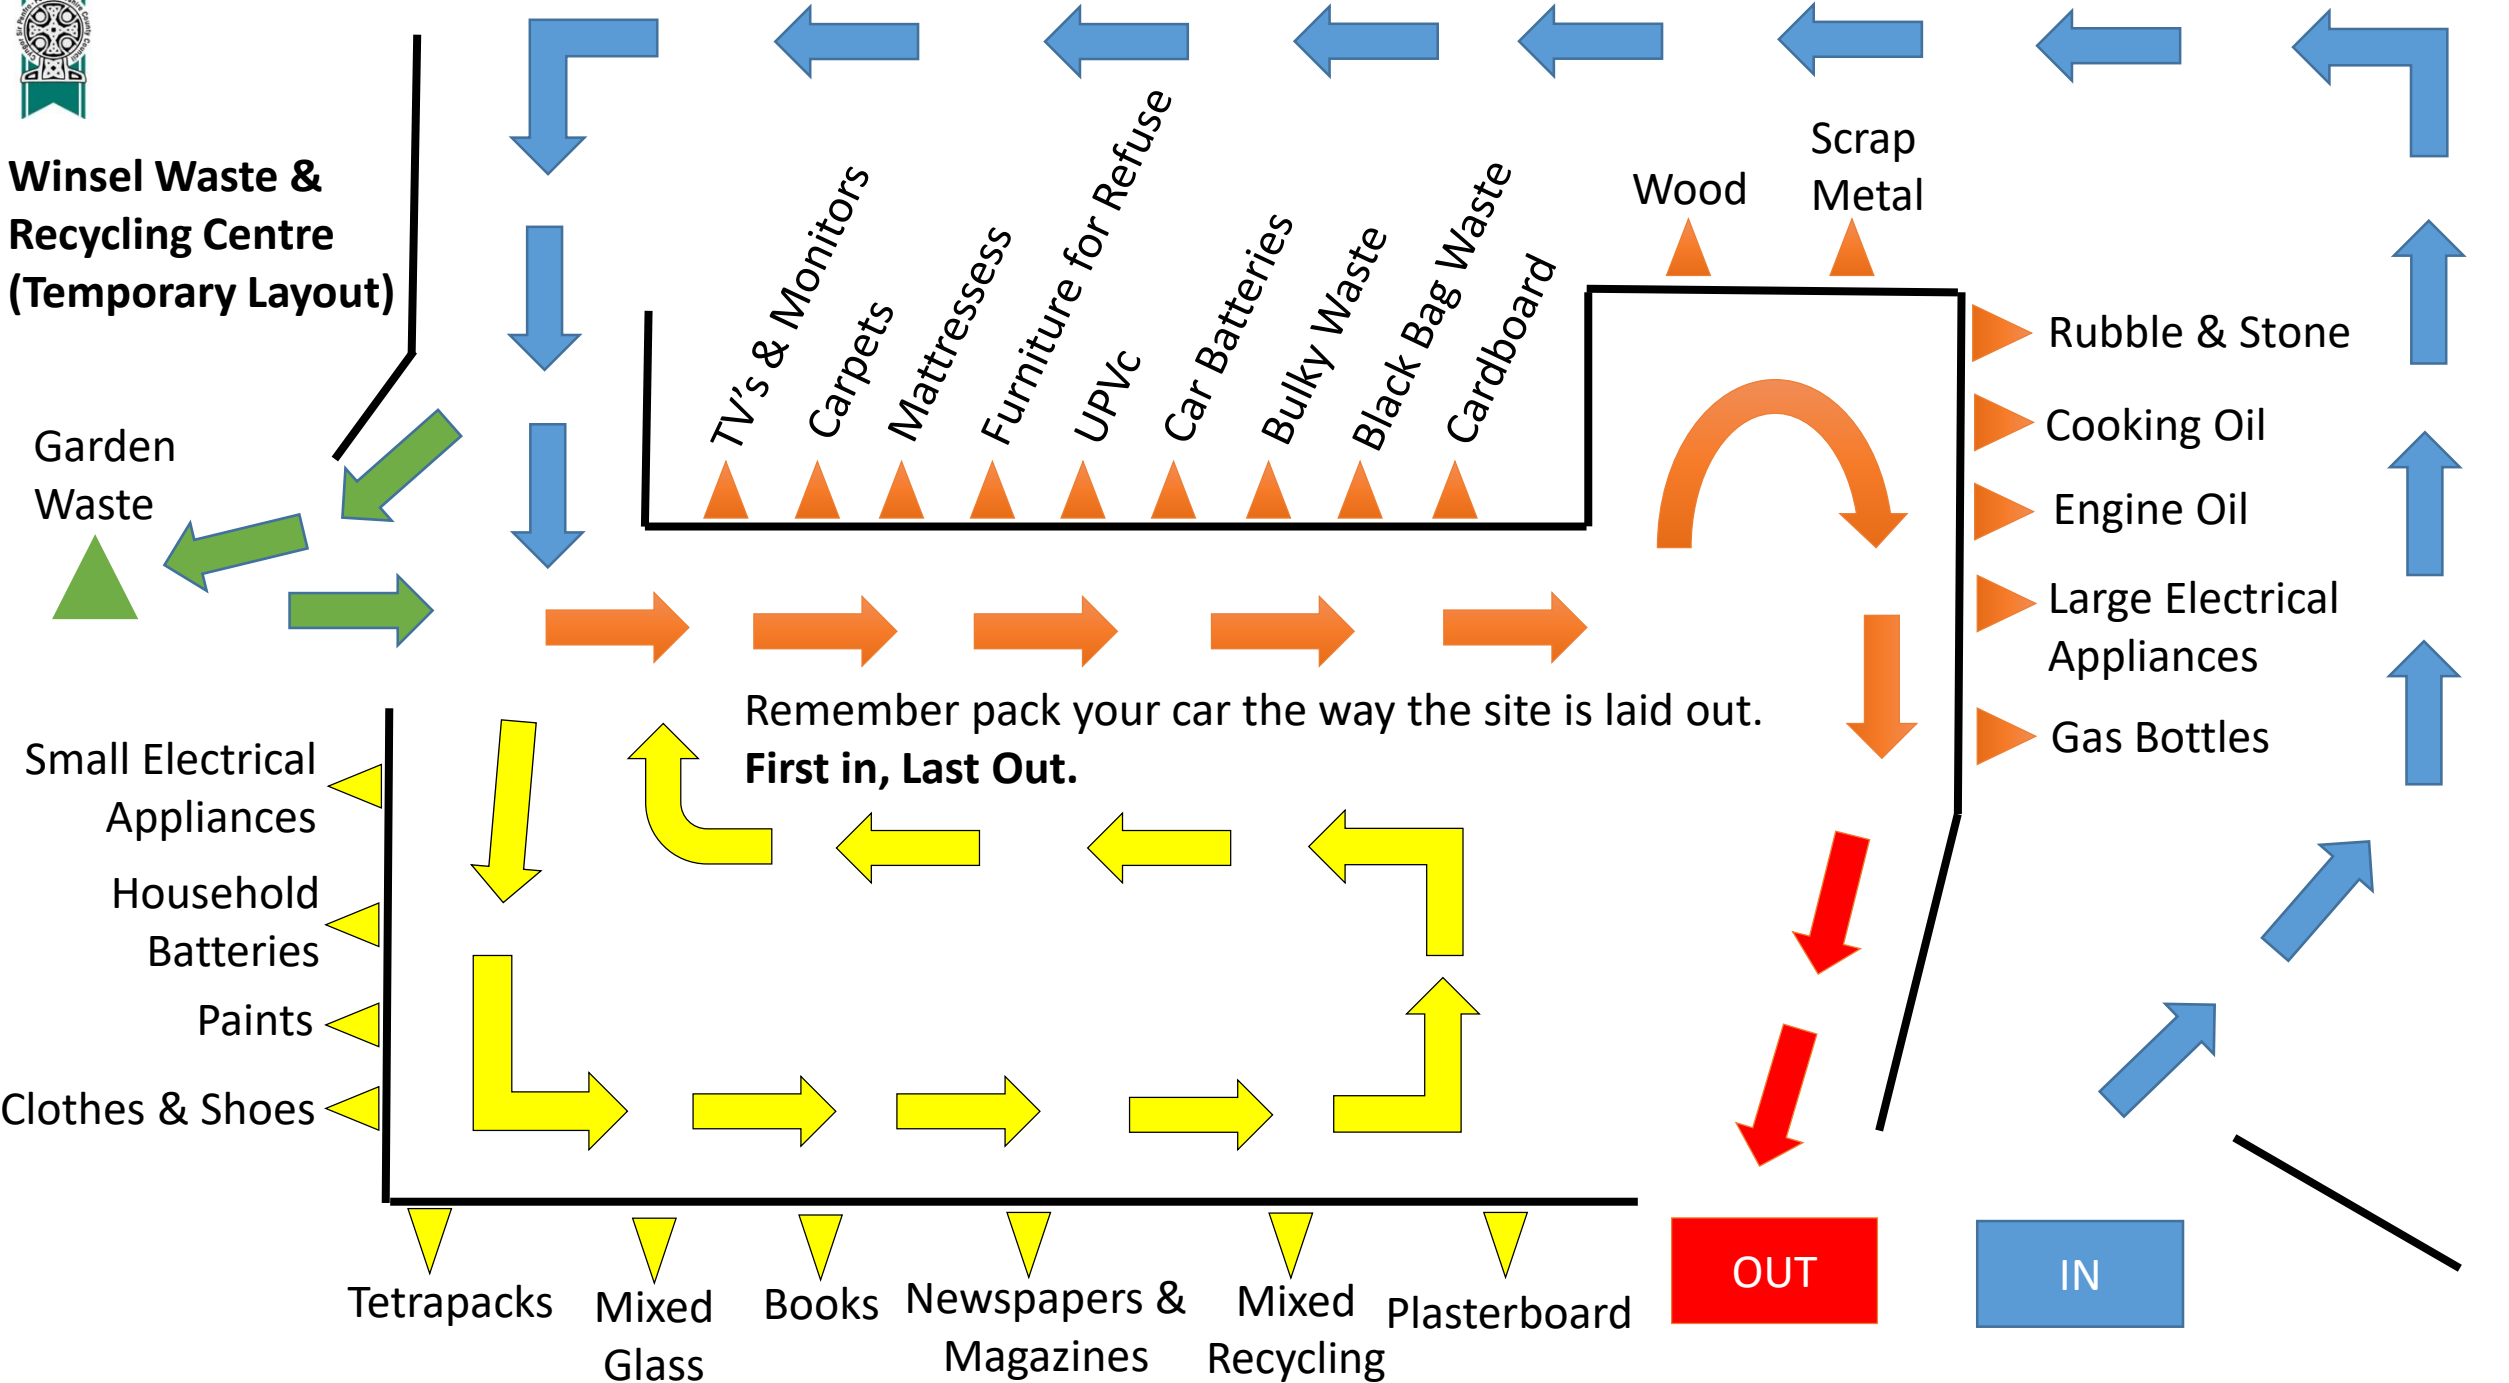 Winsel Waste &
Recycling Centre
(Temporary Layout)
Garden
Waste
TV's & Monitors
Carpets
Mattressess
Furniture for Refuse
UPVc
Car Batteries
Bulky Waste
Black Bag Waste
Cardboard
Wood
Scrap
Metal
Rubble & Stone
Cooking Oil
Engine Oil
Large Electrical
Appliances
Gas Bottles
Remember pack your car the way the site is laid out.
First in, Last Out.
Small Electrical
Appliances
Household
Batteries
Paints
Clothes & Shoes
Tetrapacks
Mixed
Glass
Books
Newspapers &
Magazines
Mixed
Recycling
Plasterboard
OUT
IN